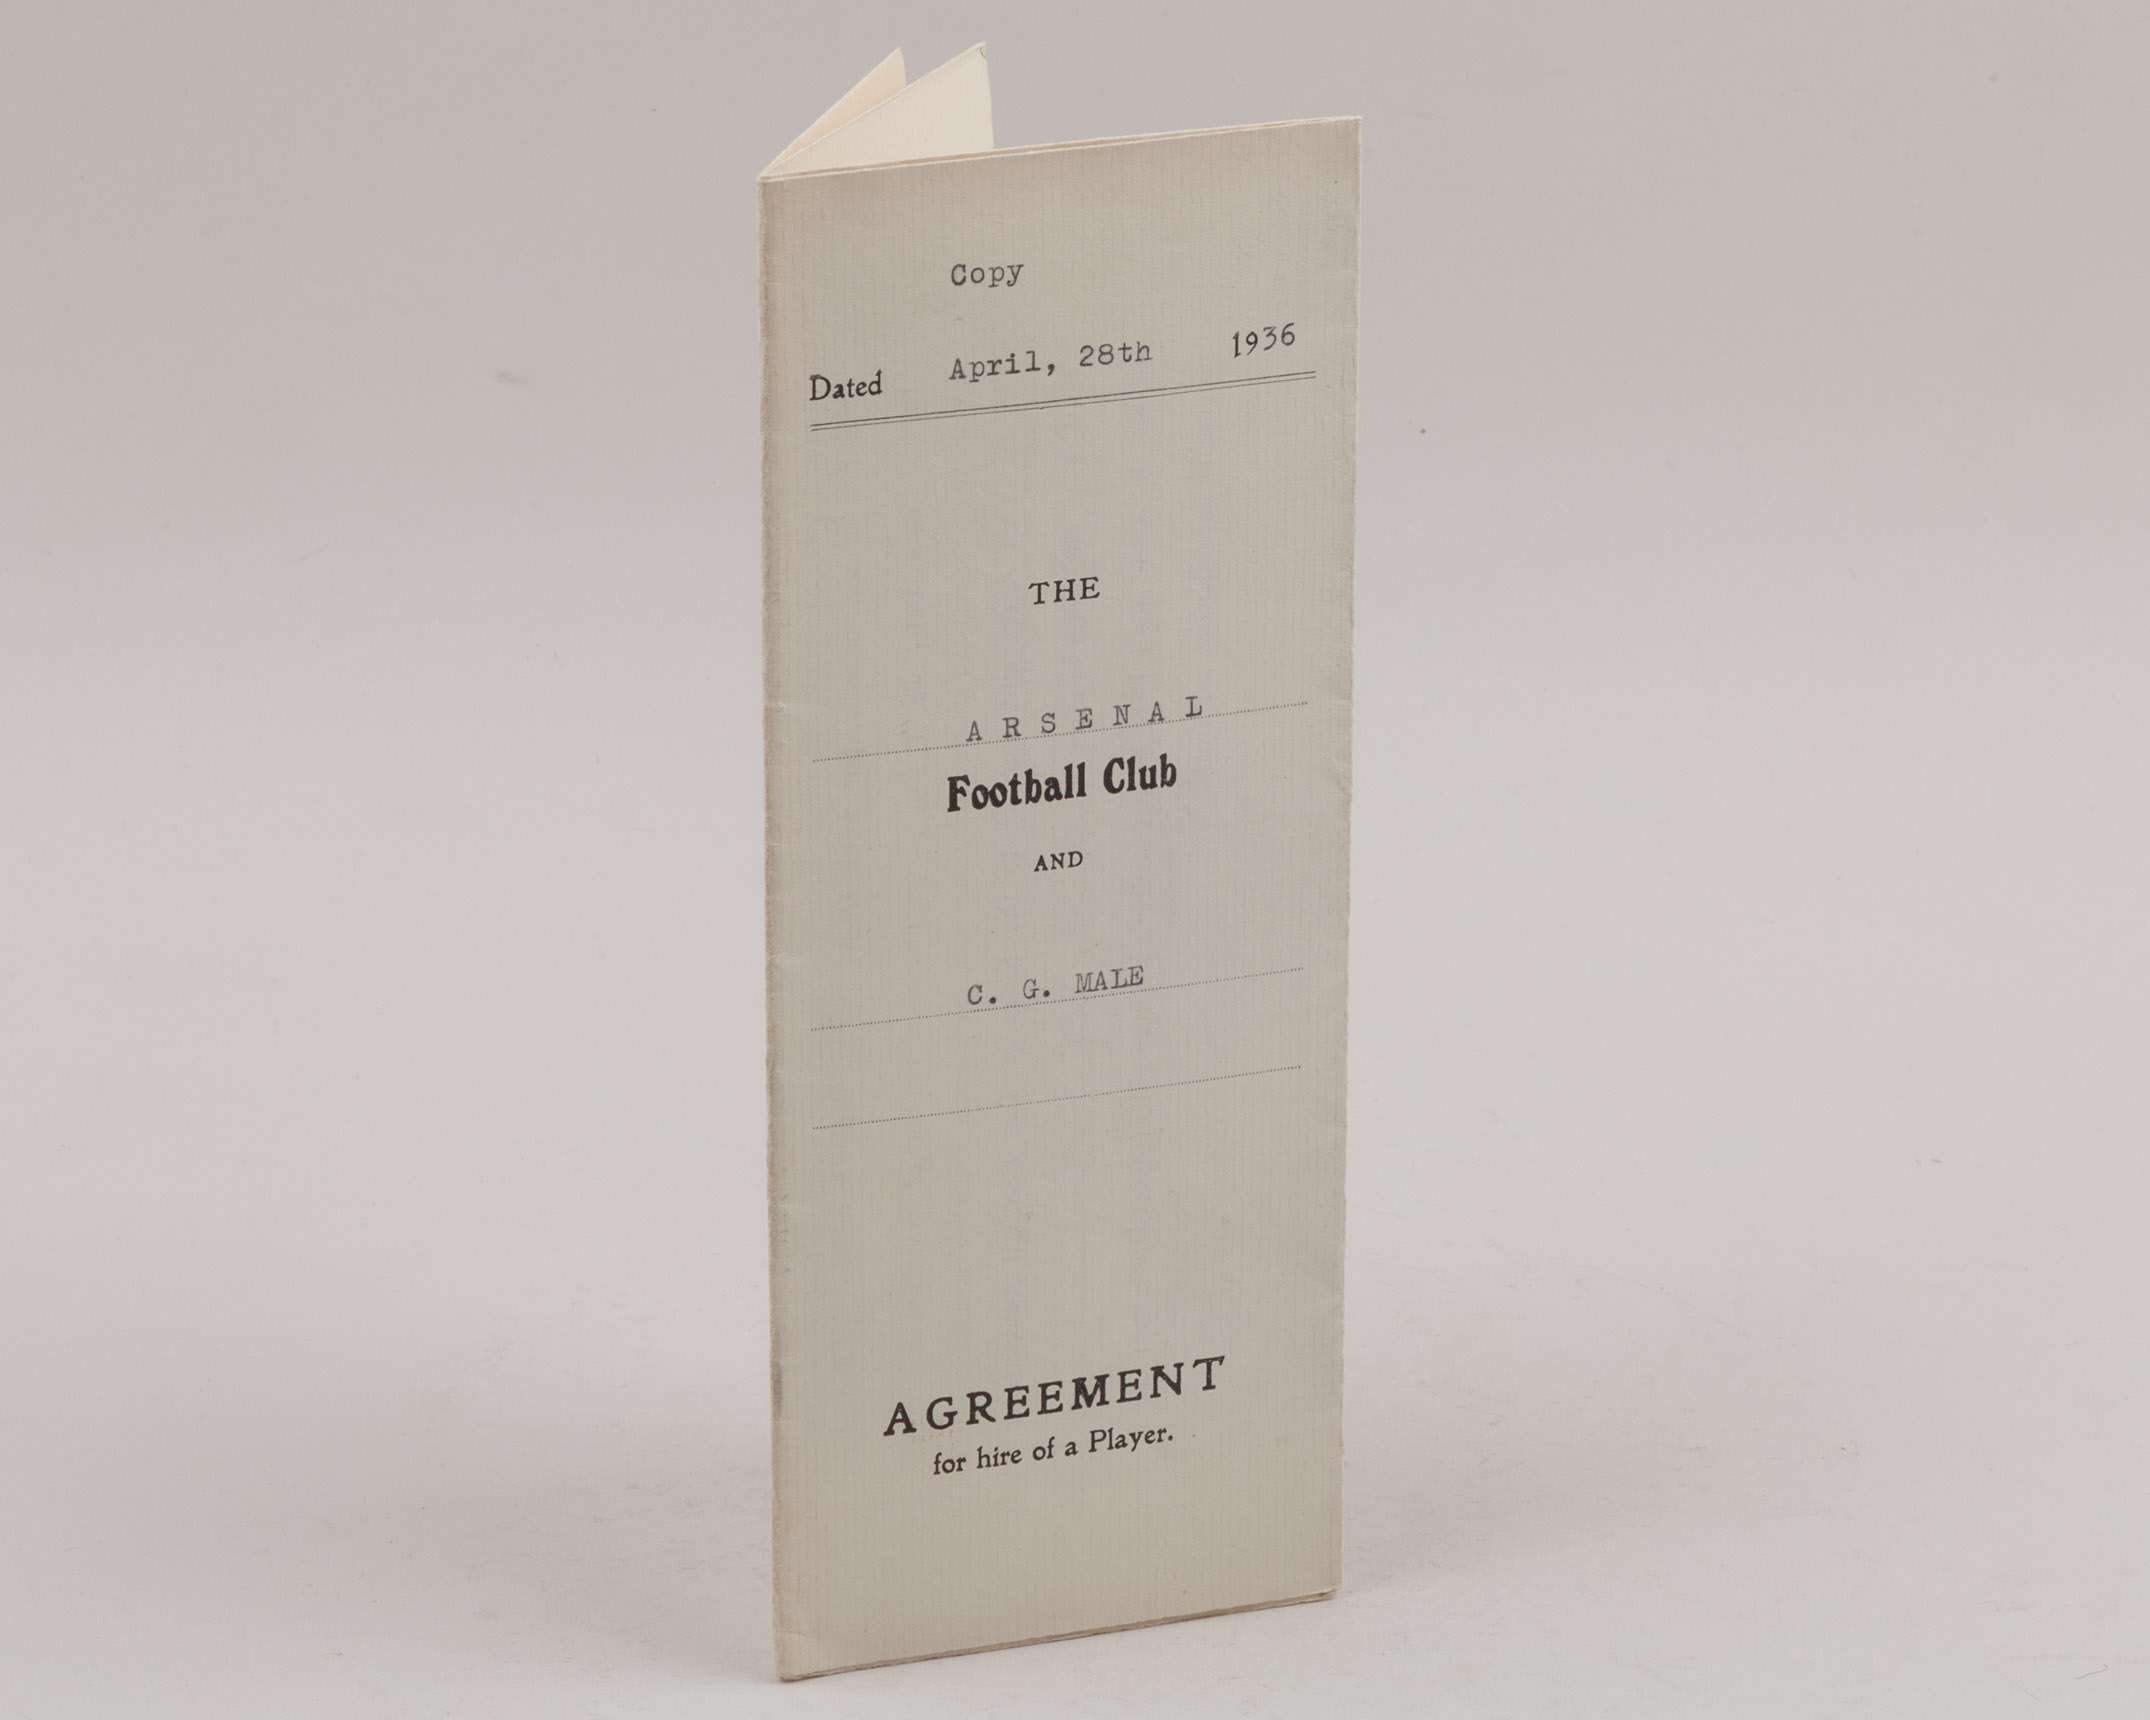 Copy
Dated April, 28th 1936
THE
A R S E N A L
Football Club
AND
C. G. MALE
AGREEMENT
for hire of a Player.